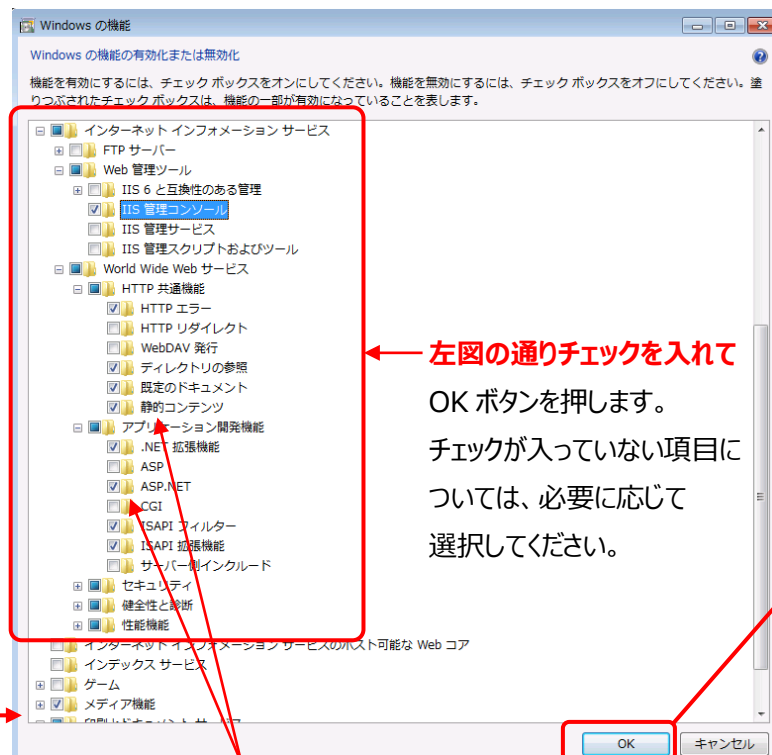 Windows の機能
Windows の機能の有効化または無効化
機能を有効にするには、チェック ボックスをオンにしてください。機能を無効にするには、チェック ボックスをオフにしてください。塗
りつぶされたチェック ボックスは、機能の一部が有効になっていることを表します。
インターネット インフォメーション サービス
FTP サーバー
Web 管理ツール
IIS 6 と互換性のある管理
IIS 管理コンソール
IIS 管理サービス
IIS 管理スクリプトおよびツール
World Wide Web サービス
HTTP 共通機能
HTTP エラー
HTTP リダイレクト
WebDAV 発行
ディレクトリの参照
既定のドキュメント
静的コンテンツ
アプリケーション開発機能
.NET 拡張機能
ASP
ASP.NET
CGI
ISAPI フィルター
ISAPI 拡張機能
サーバー側インクルード
セキュリティ
健全性と診断
性能機能
インターネット インフォメーション サービスのホスト可能な Web コア
インデックス サービス
ゲーム
メディア機能
印刷とドキュメント サービス
左図の通りチェックを入れて
OK ボタンを押します。
チェックが入っていない項目に
ついては、必要に応じて
選択してください。
OK
キャンセル